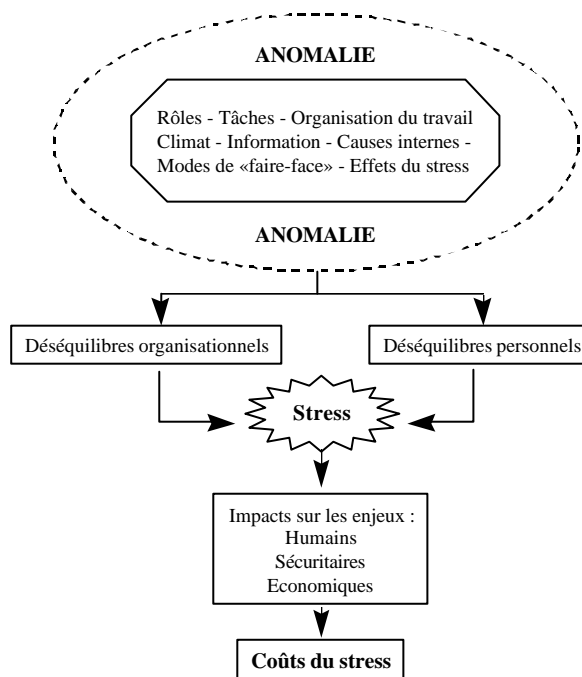 ANOMALIE
Rôles - Tâches - Organisation du travail
Climat - Information - Causes internes -
Modes de «faire-face» - Effets du stress
ANOMALIE
Déséquilibres organisationnels
Déséquilibres personnels
Stress
Impacts sur les enjeux :
Humains
Sécuritaires
Economiques
Coûts du stress